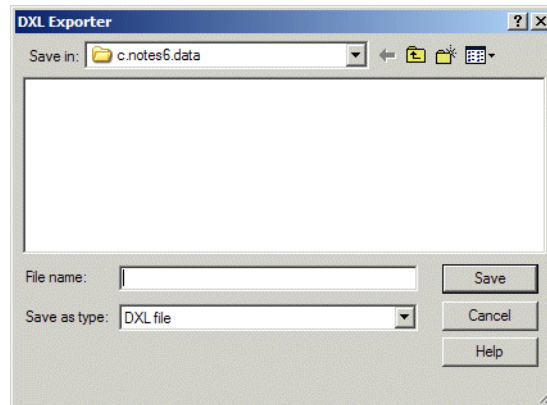 DXL Exporter
Save in: c.notes6.data
File name: Save
Save as type: DXL file Cancel
Help